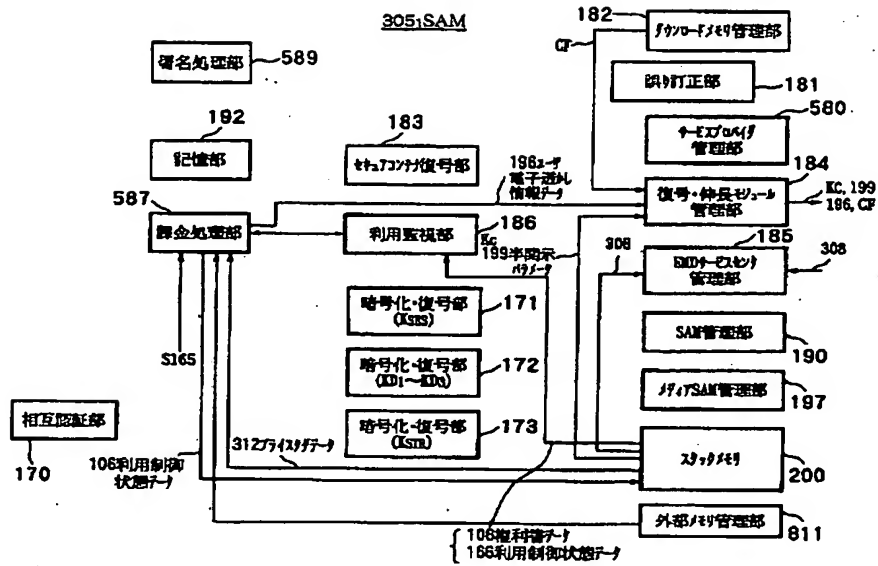 305₁SAM
182
ダウンロードメモリ管理部
CF
署名処理部
589
誤り訂正部
181
580
サービスプロバイダ
管理部
192
記憶部
183
セキュアコンテナ復号部
196ユーザ
電子透かし
情報データ
184
復号・伸長モジュール
管理部
KC, 199
196, CF
587
課金処理部
利用監視部
186
Kc
199半開示
パラメータ
308
185
EMDサービスセンタ
管理部
308
暗号化・復号部
(KSES)
171
S165
SAM管理部
190
暗号化・復号部
(KD1～KD3)
172
メディアSAM管理部
197
相互認証部
170
暗号化・復号部
(KSTR)
173
312プライスタグデータ
106利用制御
状態データ
スタックメモリ
200
外部メモリ管理部
811
106権利書データ
166利用制御状態データ